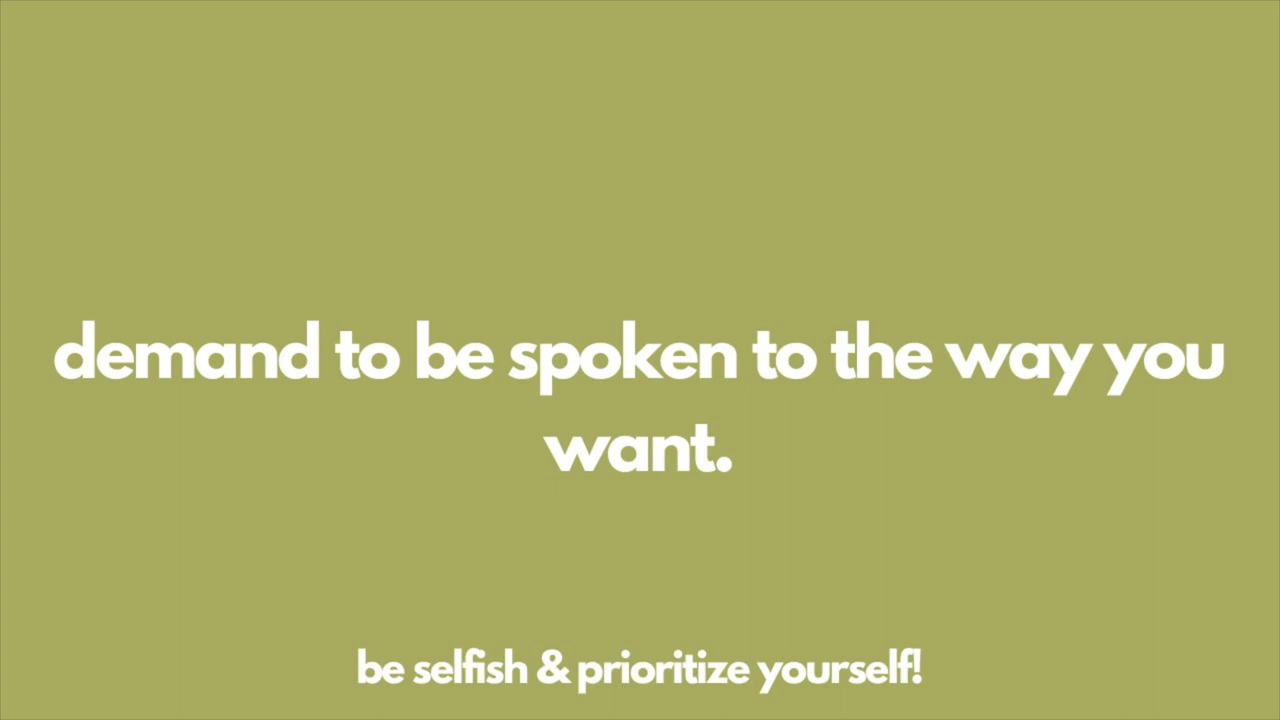 demand to be spoken to the way you
want.
be selfish & prioritize yourself!